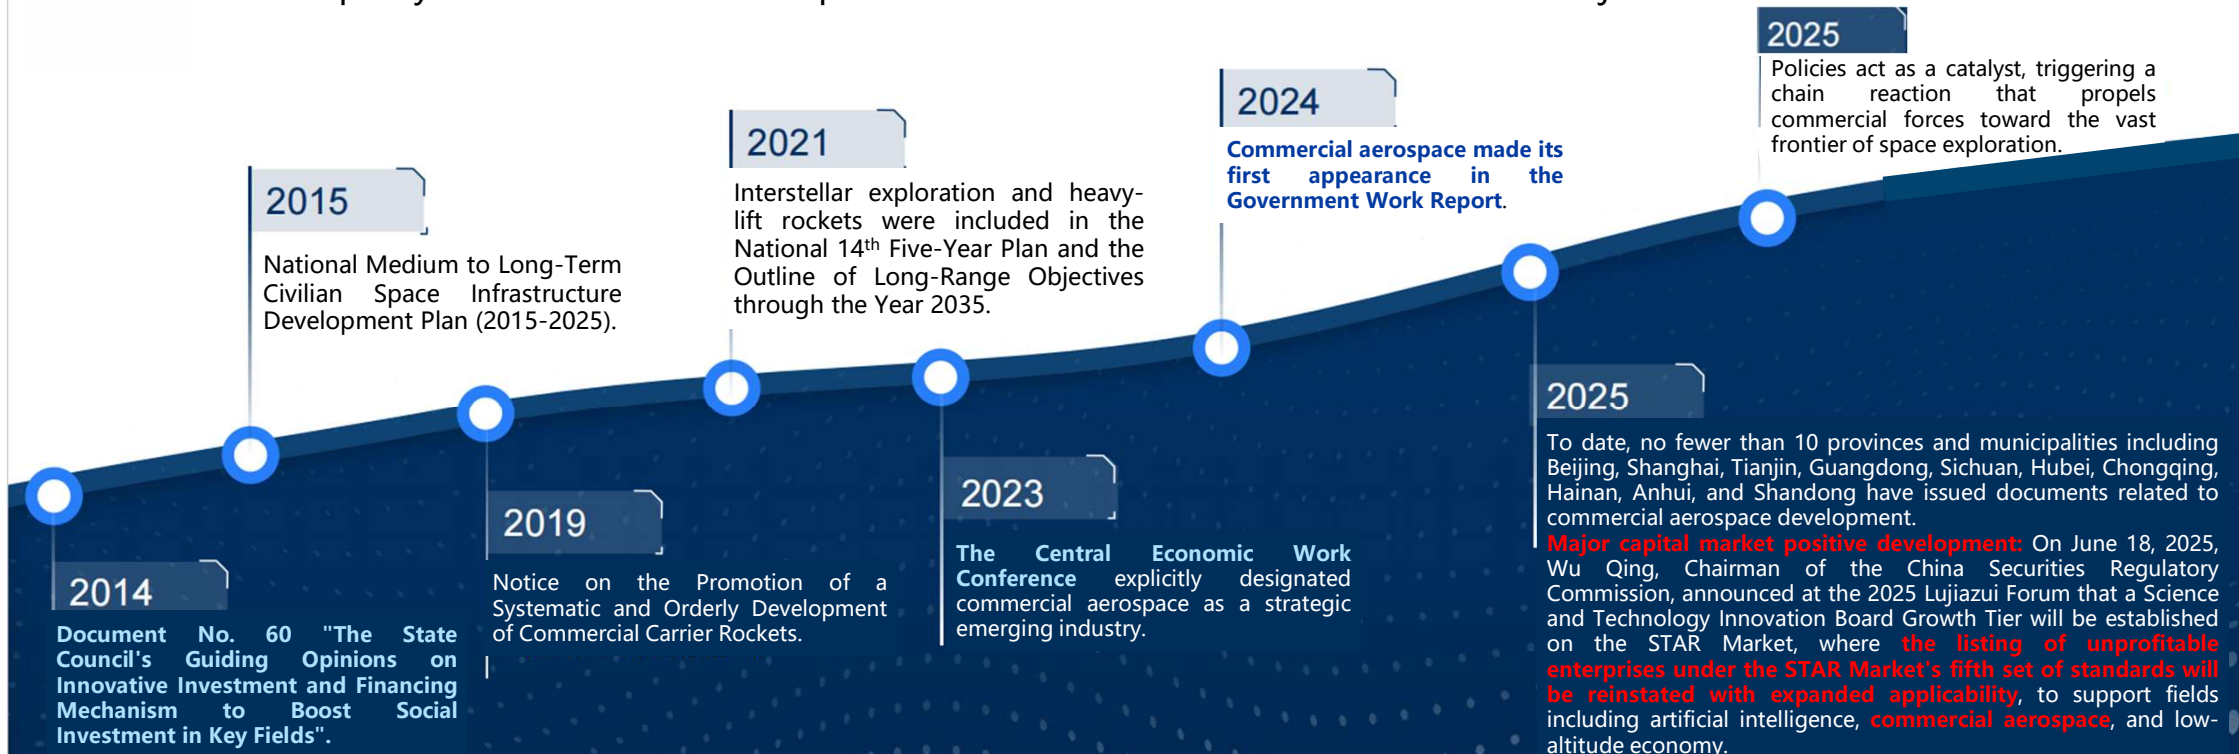 2014
Document No. 60 "The State
Council's Guiding Opinions on
Innovative Investment and Financing
Mechanism to Boost Social
Investment in Key Fields".
2015
National Medium to Long-Term
Civilian Space Infrastructure
Development Plan (2015-2025).
2019
Notice on the Promotion of a
Systematic and Orderly Development
of Commercial Carrier Rockets.
2021
Interstellar exploration and heavy-
lift rockets were included in the
National 14th Five-Year Plan and the
Outline of Long-Range Objectives
through the Year 2035.
2023
The Central Economic Work
Conference explicitly designated
commercial aerospace as a strategic
emerging industry.
2024
Commercial aerospace made its
first appearance in the
Government Work Report.
2025
To date, no fewer than 10 provinces and municipalities including
Beijing, Shanghai, Tianjin, Guangdong, Sichuan, Hubei, Chongqing,
Hainan, Anhui, and Shandong have issued documents related to
commercial aerospace development.
Major capital market positive development: On June 18, 2025,
Wu Qing, Chairman of the China Securities Regulatory
Commission, announced at the 2025 Lujiazui Forum that a Science
and Technology Innovation Board Growth Tier will be established
on the STAR Market, where the listing of unprofitable
enterprises under the STAR Market's fifth set of standards will
be reinstated with expanded applicability, to support fields
including artificial intelligence, commercial aerospace, and low-
altitude economy.
2025
Policies act as a catalyst, triggering a
chain reaction that propels
commercial forces toward the vast
frontier of space exploration.